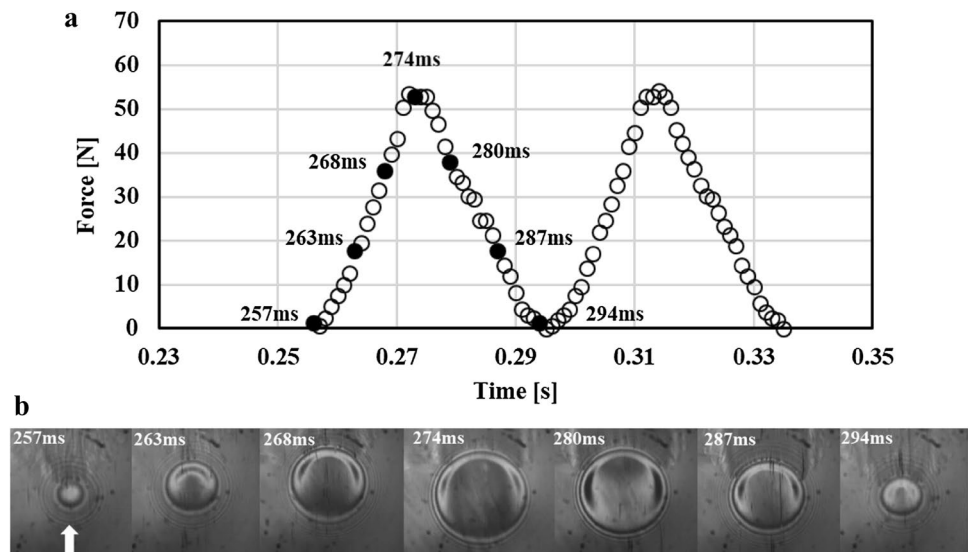 a
70
60
50
40
30
20
10
0
Force [N]
274ms
268ms
280ms
263ms
287ms
257ms
294ms
0.23 0.25 0.27 0.29 0.31 0.33 0.35
Time [s]
b
257ms 263ms 268ms 274ms 280ms 287ms 294ms